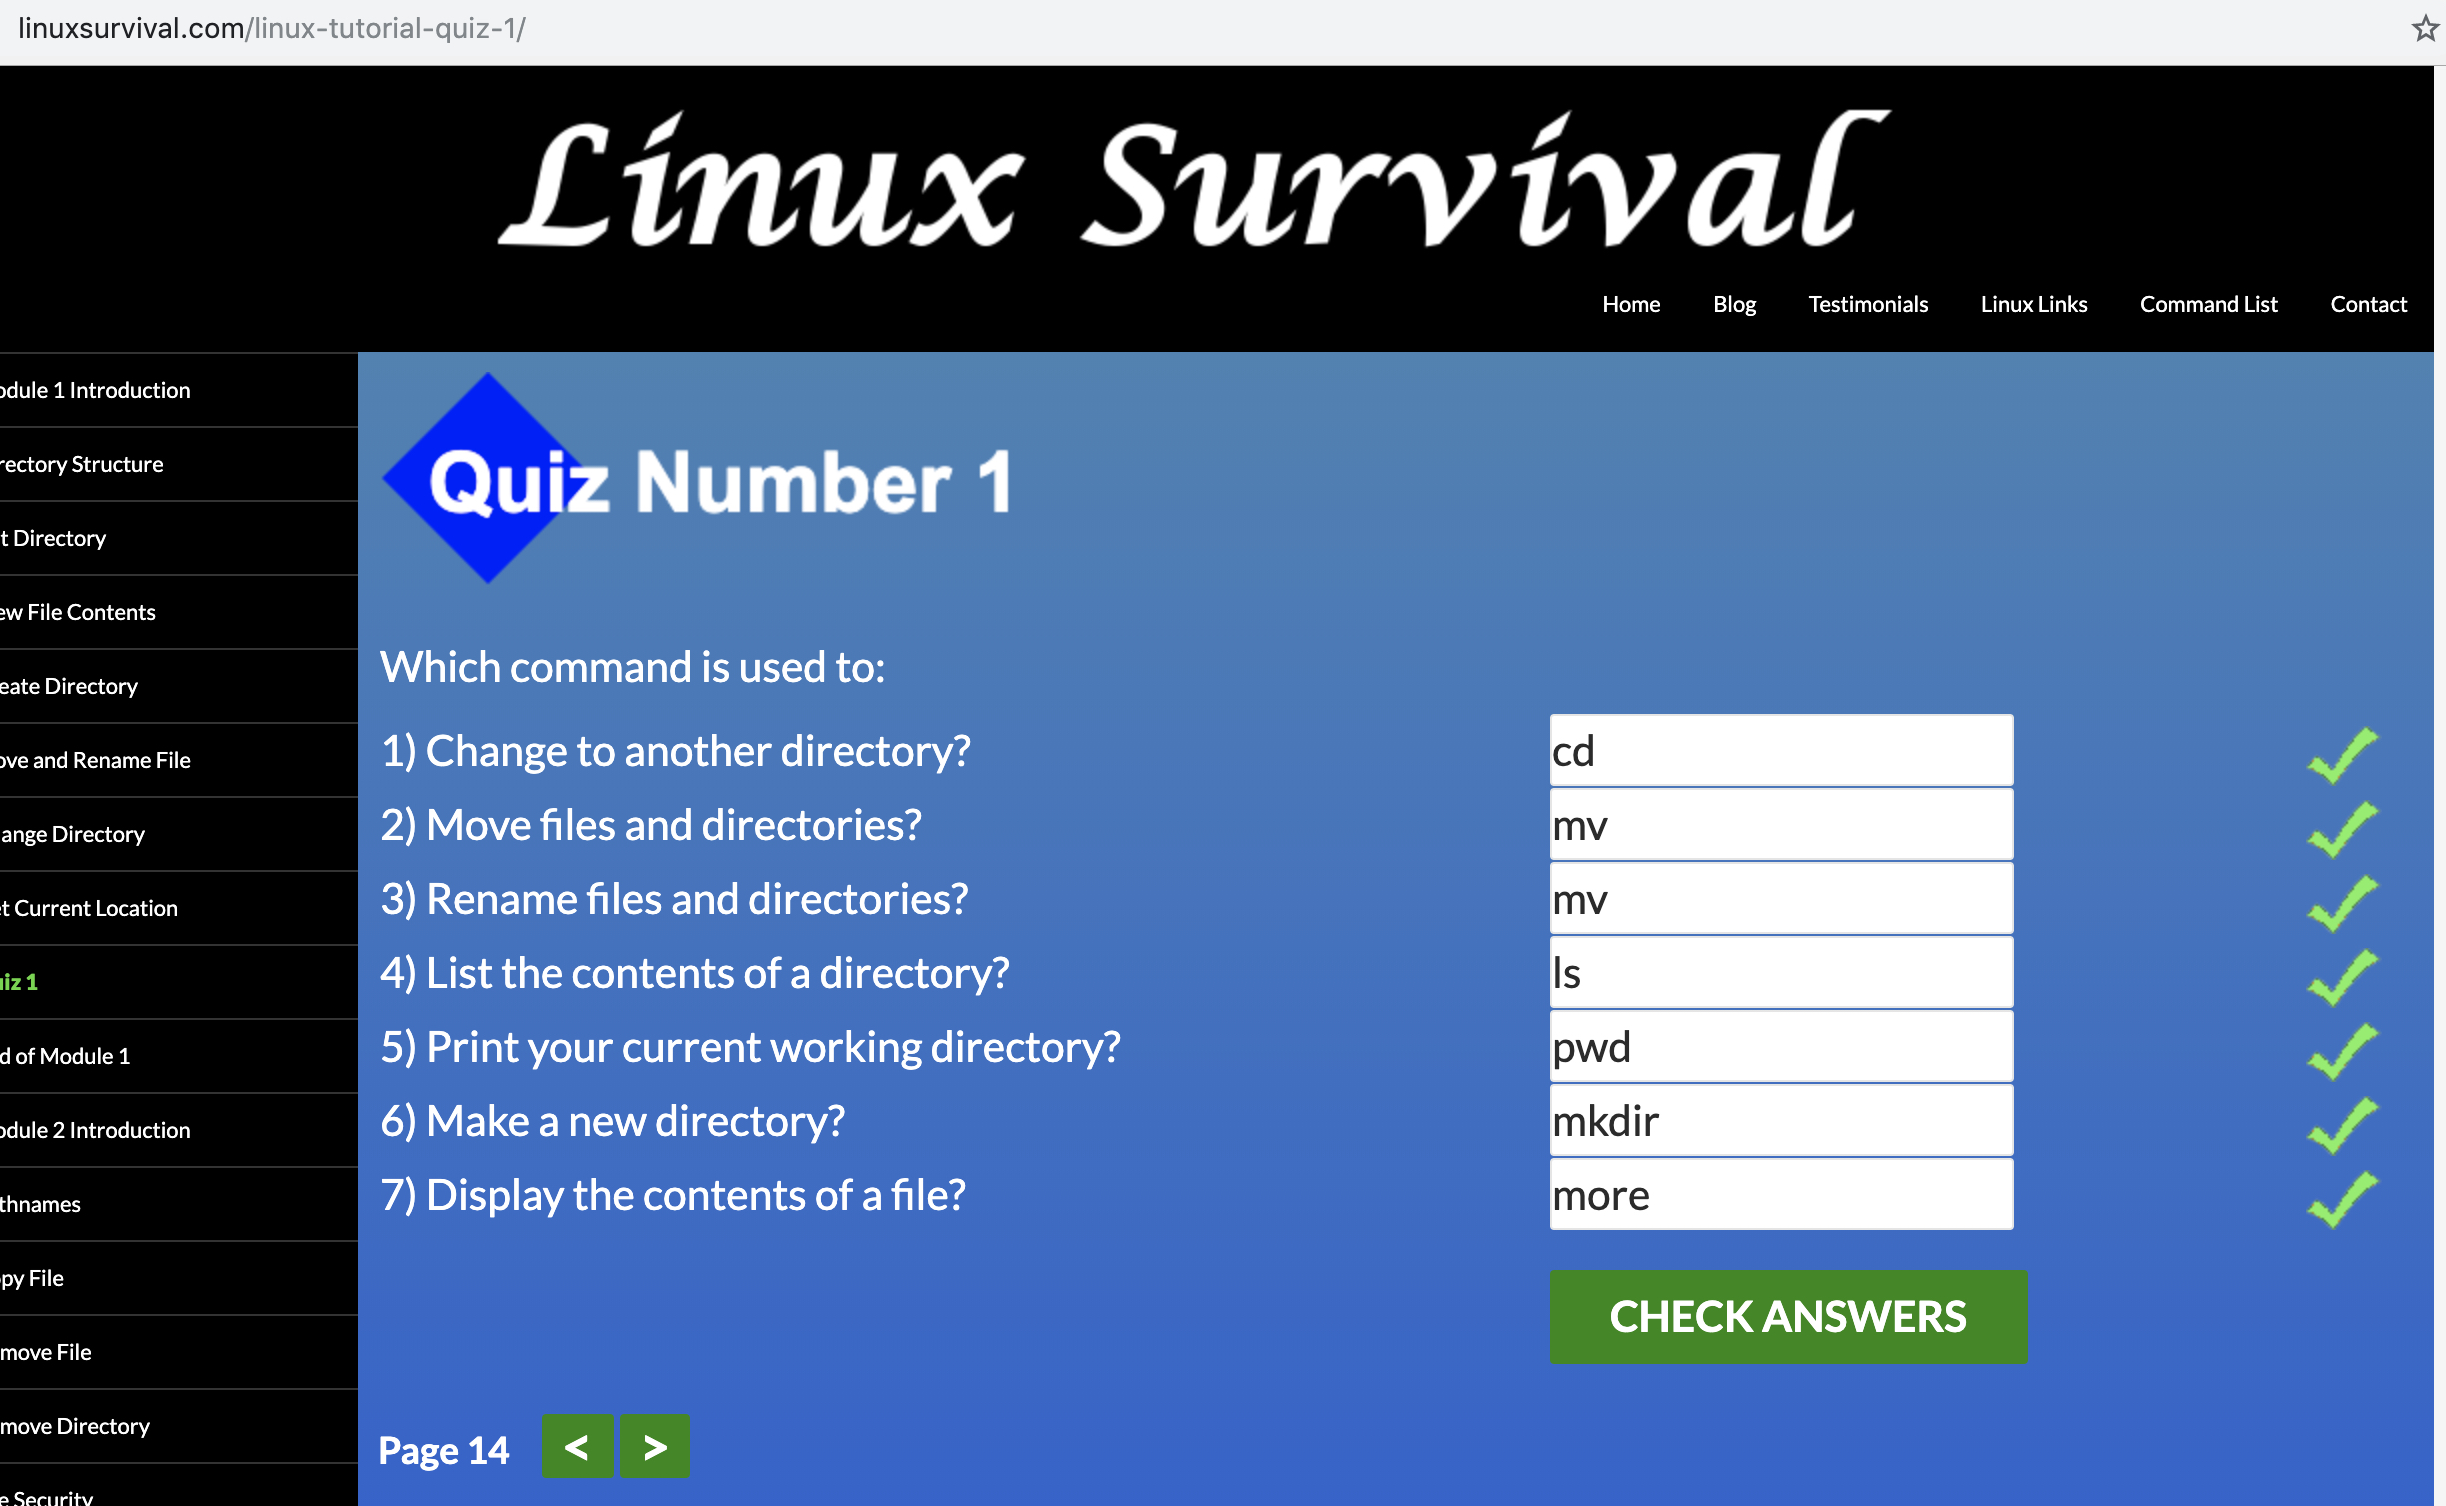 linuxsurvival.com/linux-tutorial-quiz-1/
Linux Survival
Home Blog Testimonials Linux Links Command List Contact
odule 1 Introduction
rectory Structure
t Directory
ew File Contents
eate Directory
ove and Rename File
ange Directory
t Current Location
iz 1
d of Module 1
odule 2 Introduction
thnames
py File
move File
move Directory
e Security
Quiz Number 1
Which command is used to:
1) Change to another directory? cd
2) Move files and directories? mv
3) Rename files and directories? mv
4) List the contents of a directory? ls
5) Print your current working directory? pwd
6) Make a new directory? mkdir
7) Display the contents of a file? more
CHECK ANSWERS
Page 14 < >